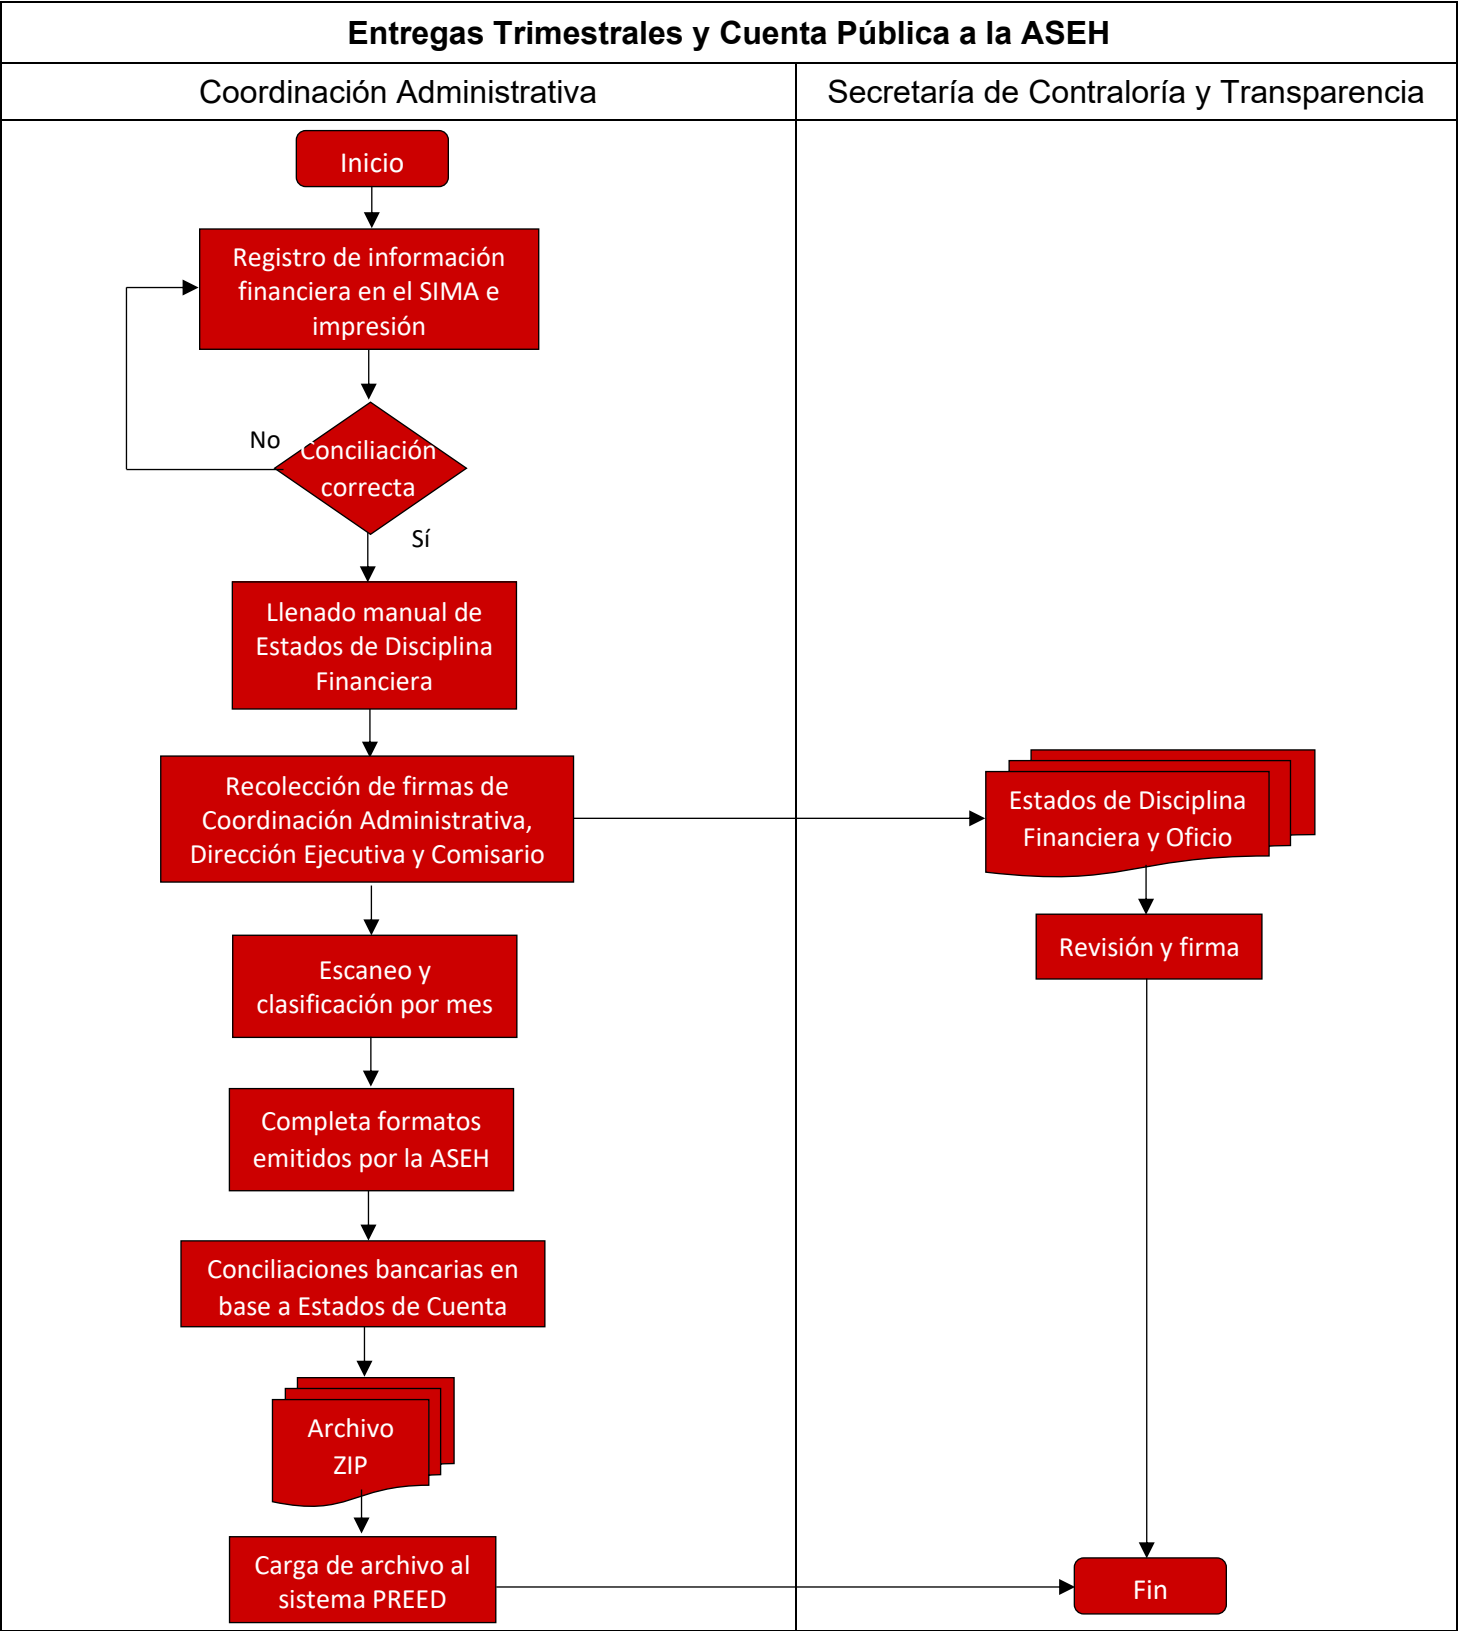 Entregas Trimestrales y Cuenta Pública a la ASEH
Coordinación Administrativa
Secretaría de Contraloría y Transparencia
Inicio
Registro de información
financiera en el SIMA e
impresión
No
Conciliación
correcta
Sí
Llenado manual de
Estados de Disciplina
Financiera
Recolección de firmas de
Coordinación Administrativa,
Dirección Ejecutiva y Comisario
Estados de Disciplina
Financiera y Oficio
Revisión y firma
Escaneo y
clasificación por mes
Completa formatos
emitidos por la ASEH
Conciliaciones bancarias en
base a Estados de Cuenta
Archivo
ZIP
Carga de archivo al
sistema PREED
Fin